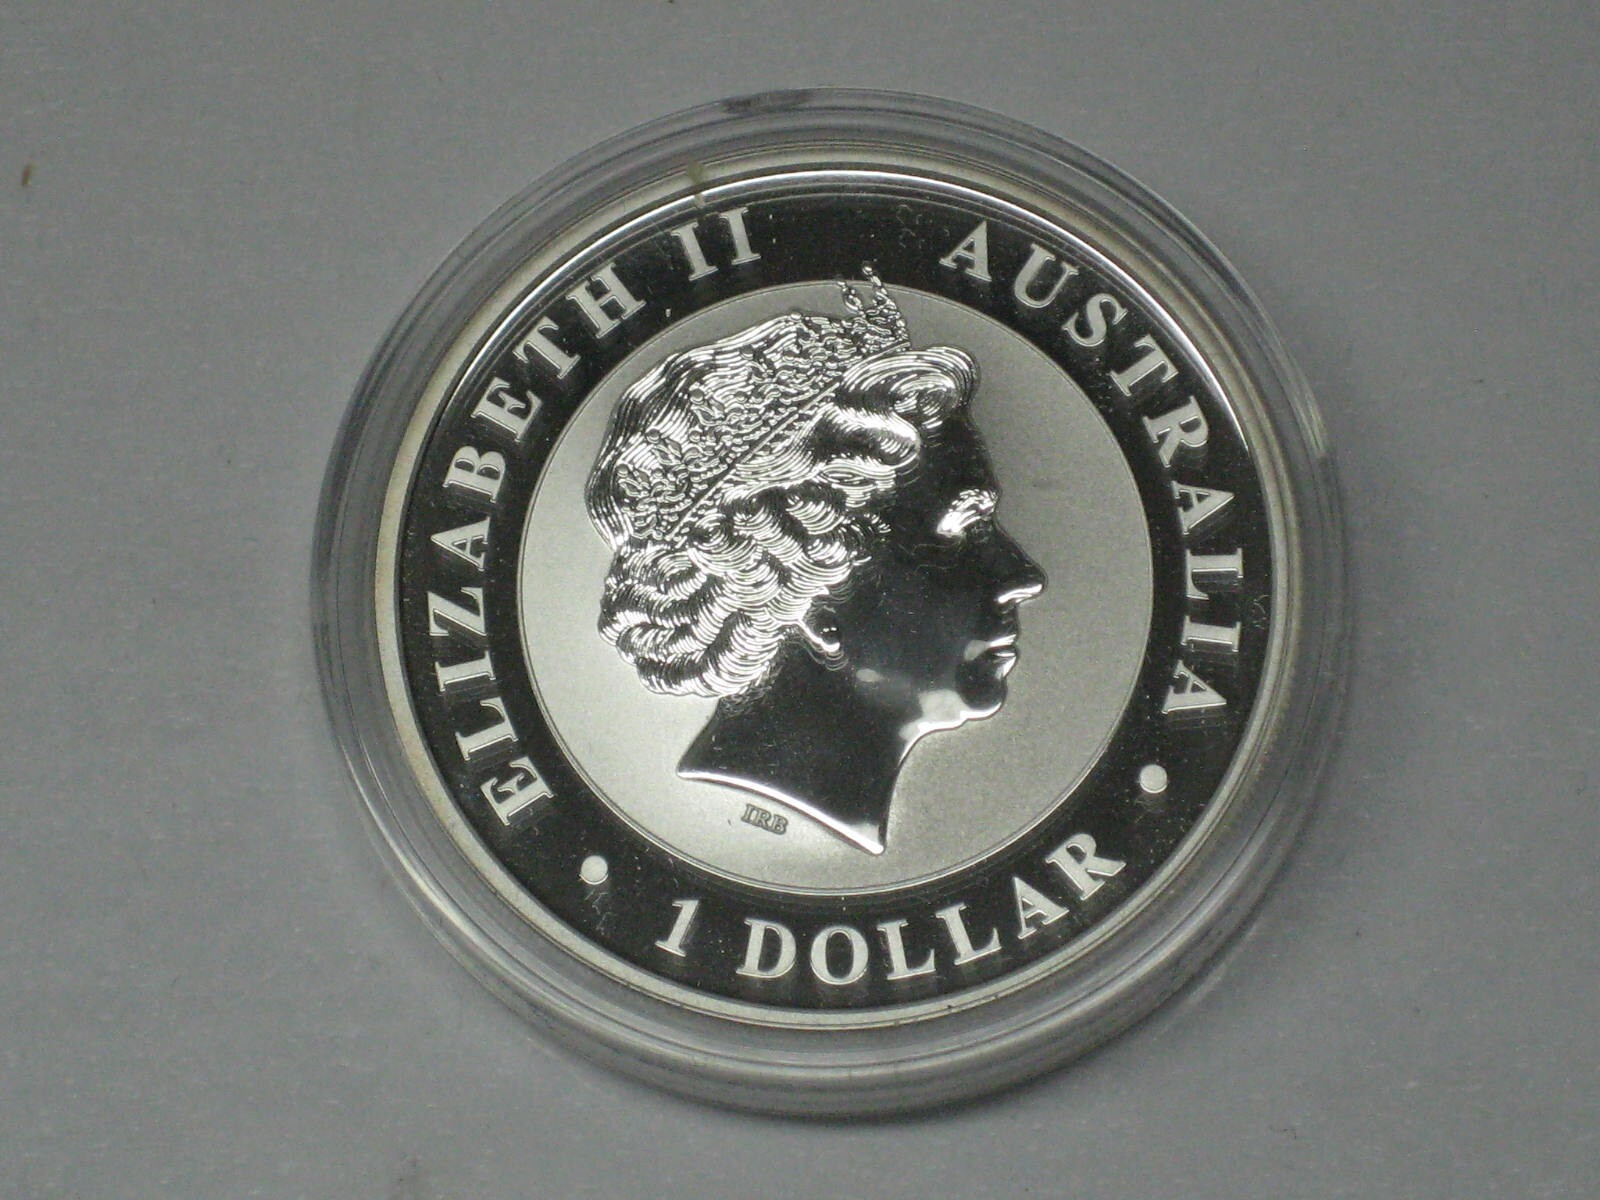 ELIZABETH II
AUSTRALIA
1 DOLLAR
IRB